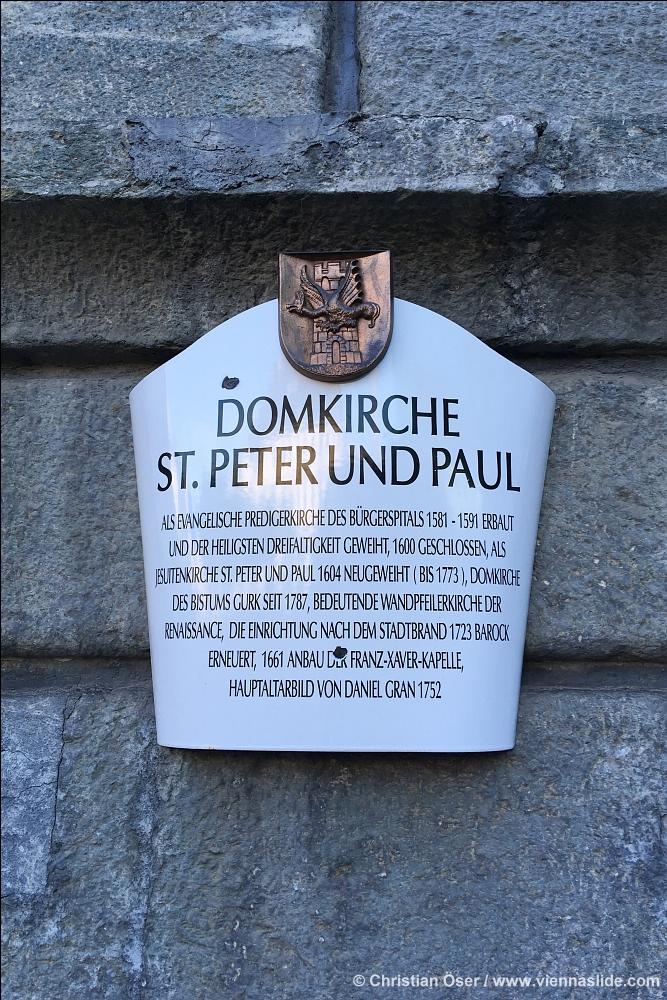 DOMKIRCHE
ST. PETER UND PAUL
ALS EVANGELISCHE PREDIGERKIRCHE DES BÜRGERSPITALS 1581 - 1591 ERBAUT
UND DER HEILIGSTEN DREIFALTIGKEIT GEWEIHT, 1600 GESCHLOSSEN, ALS
JESUITENKIRCHE ST. PETER UND PAUL 1604 NEUGEWEIHT ( BIS 1773 ), DOMKIRCHE
DES BISTUMS GURK SEIT 1787, BEDEUTENDE WANDPFEILERKIRCHE DER
RENAISSANCE, DIE EINRICHTUNG NACH DEM STADTBRAND 1723 BAROCK
ERNEUERT, 1661 ANBAU DER FRANZ-XAVER-KAPELLE,
HAUPTALTARBILD VON DANIEL GRAN 1752
© Christian Öser / www.viennaslide.com